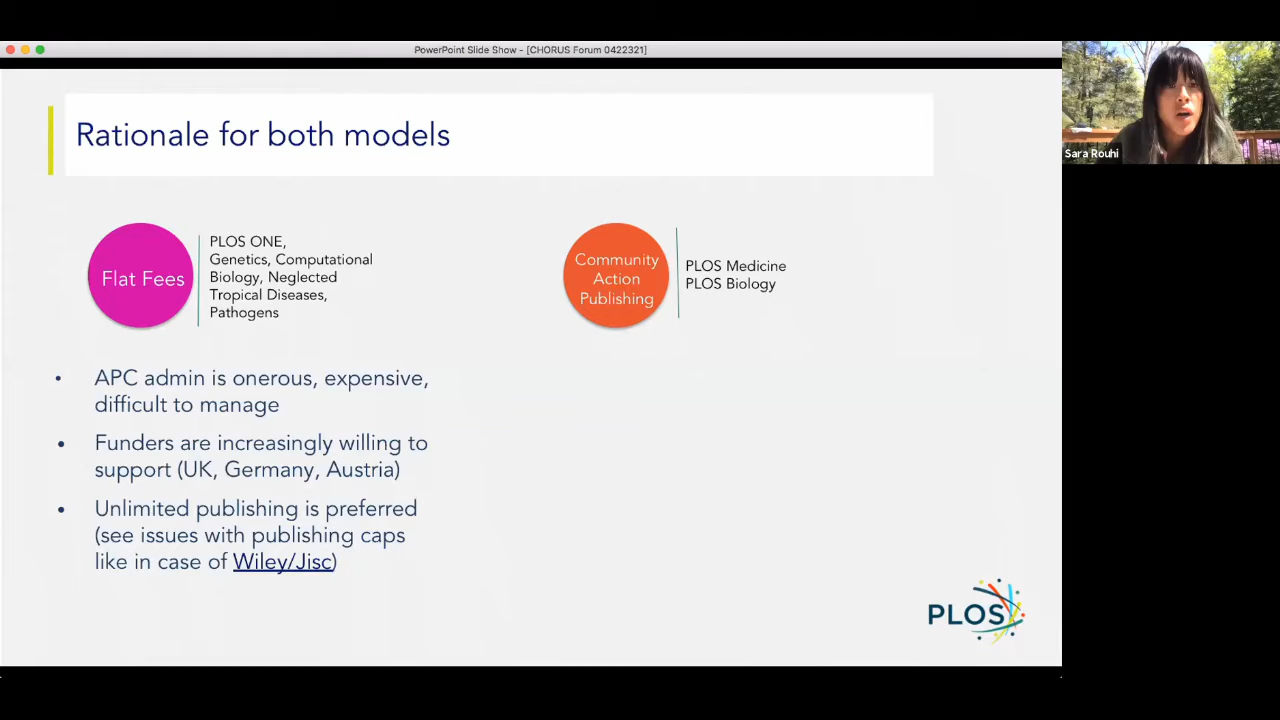 PowerPoint Slide Show - [CHORUS Forum 0422321]
Sara Rouhi
Rationale for both models
Flat Fees
PLOS ONE,
Genetics, Computational
Biology, Neglected
Tropical Diseases,
Pathogens
Community
Action
Publishing
PLOS Medicine
PLOS Biology
• APC admin is onerous, expensive,
difficult to manage
• Funders are increasingly willing to
support (UK, Germany, Austria)
• Unlimited publishing is preferred
(see issues with publishing caps
like in case of Wiley/Jisc)
PLOS